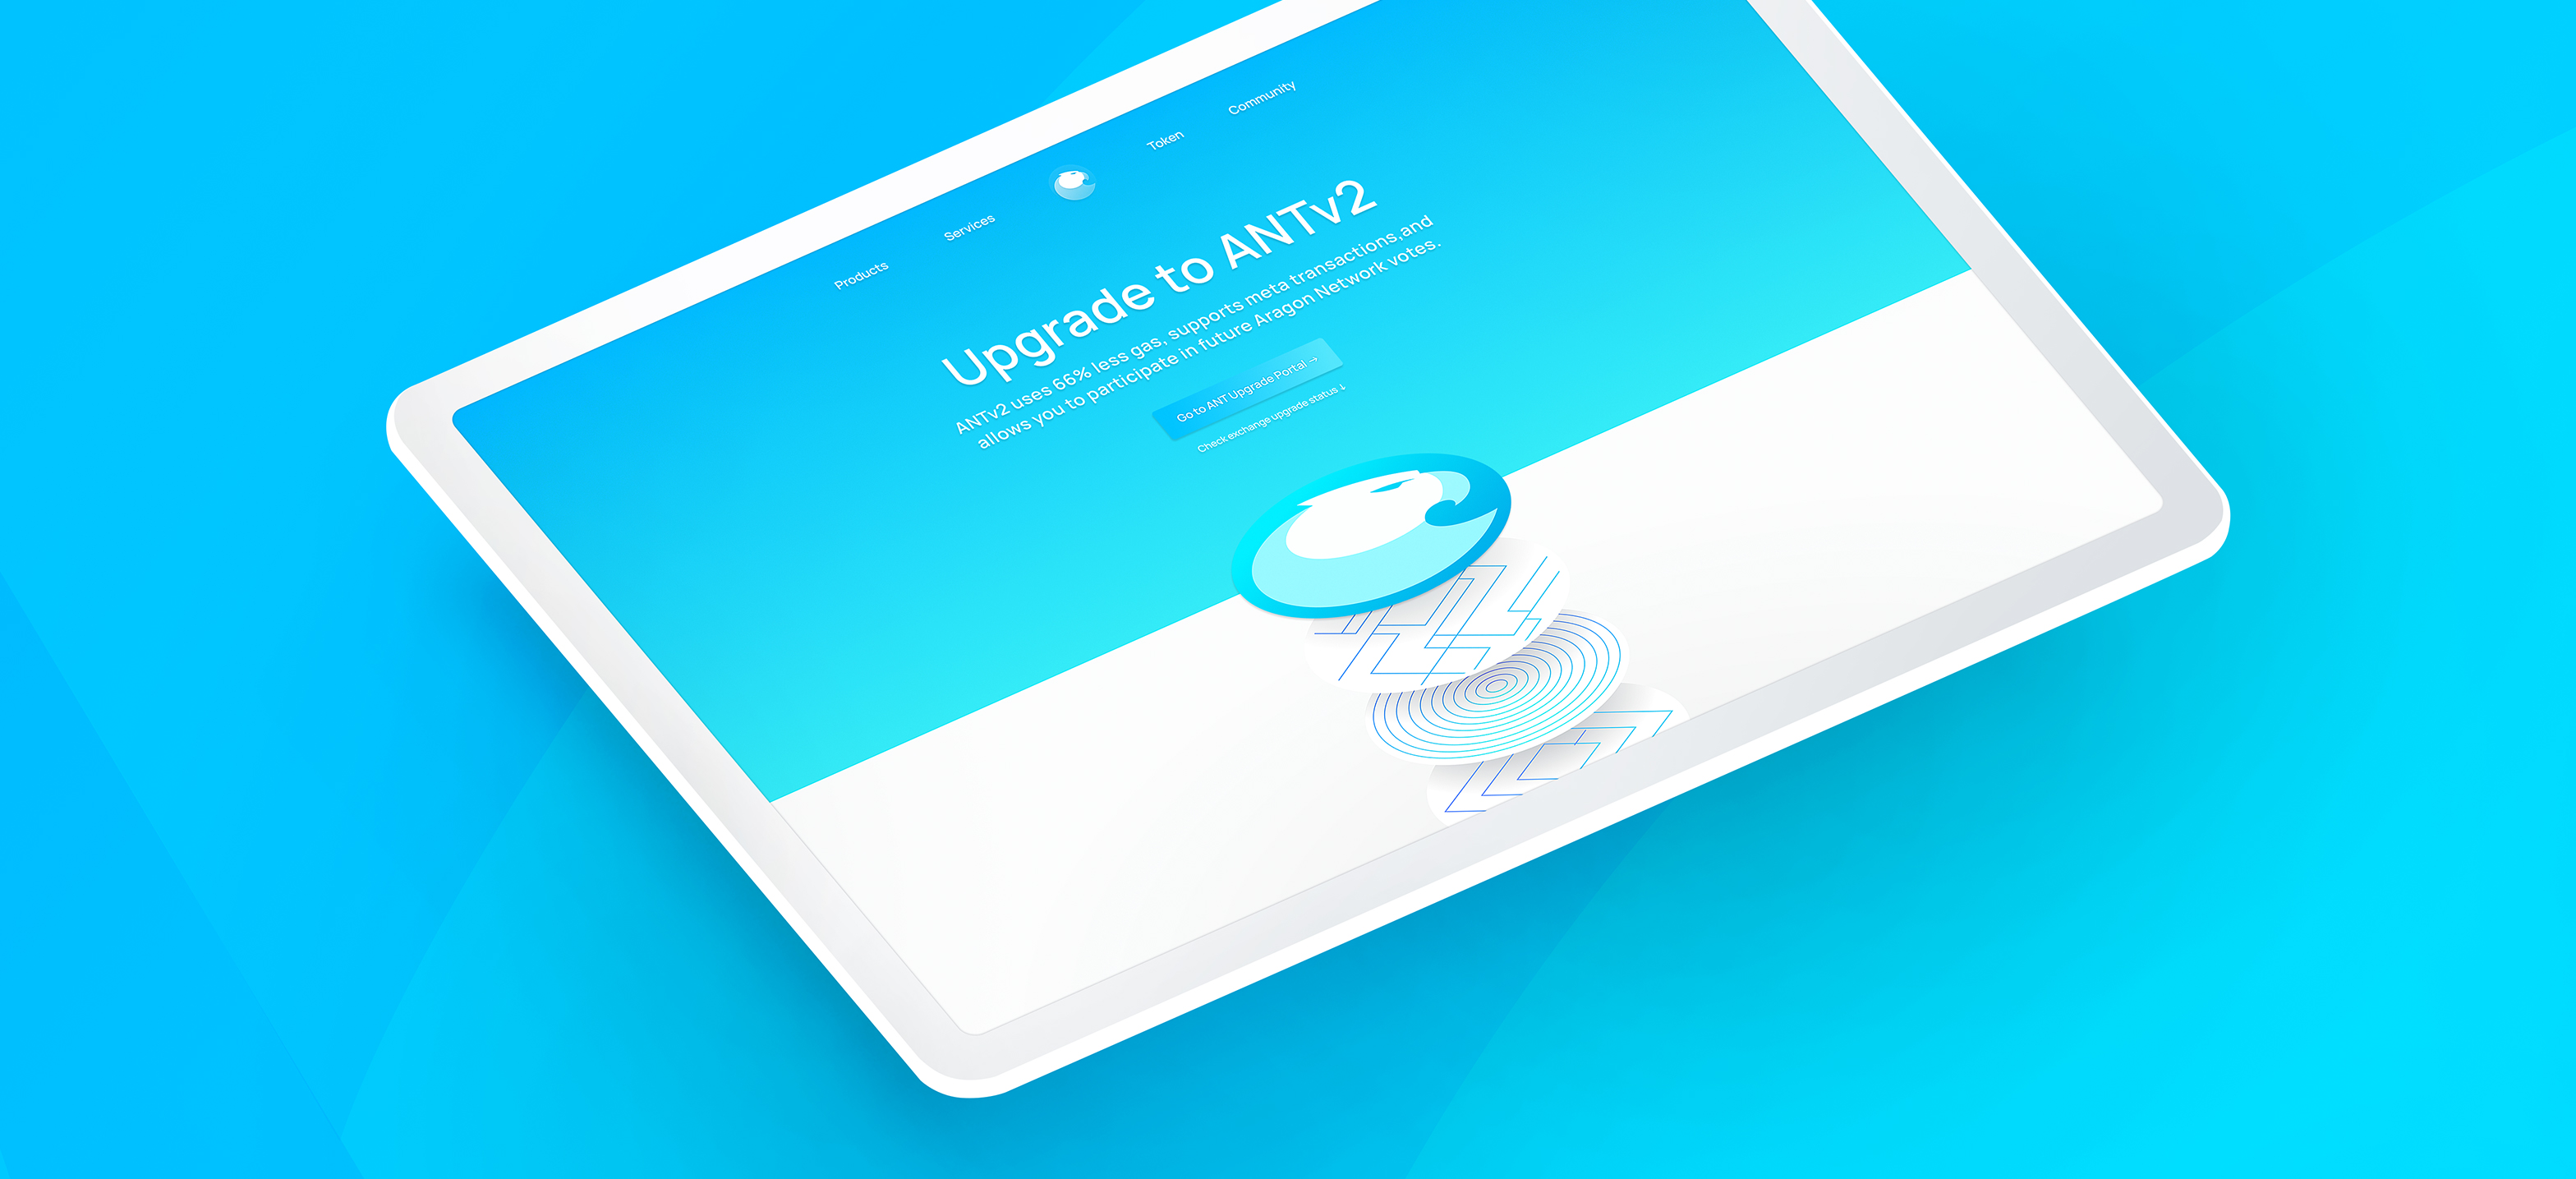 Products
Services
Token
Community
Upgrade to ANTv2
ANTv2 uses 66% less gas, supports meta transactions,and
allows you to participate in future Aragon Network votes.
Go to ANT Upgrade Portal →
Check exchange upgrade status ↓